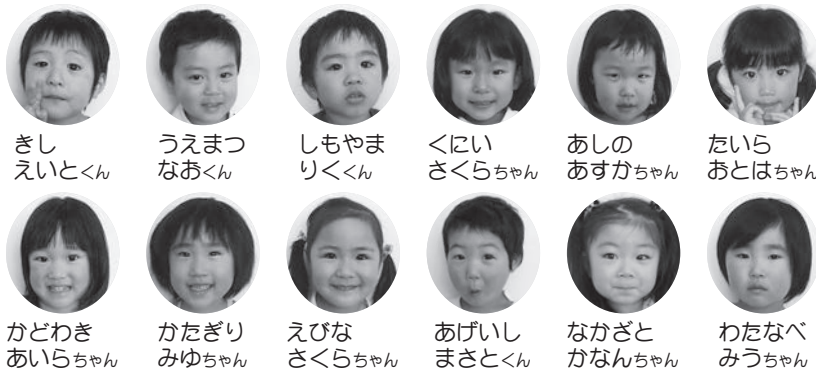 きし
えいとくん
うえまつ
なおくん
しもやま
りくくん
くにい
さくらちゃん
あしの
あすかちゃん
たいら
おとはちゃん
かどわき
あいらちゃん
かたぎり
みゆちゃん
えびな
さくらちゃん
あげいし
まさとくん
なかざと
かなんちゃん
わたなべ
みうちゃん